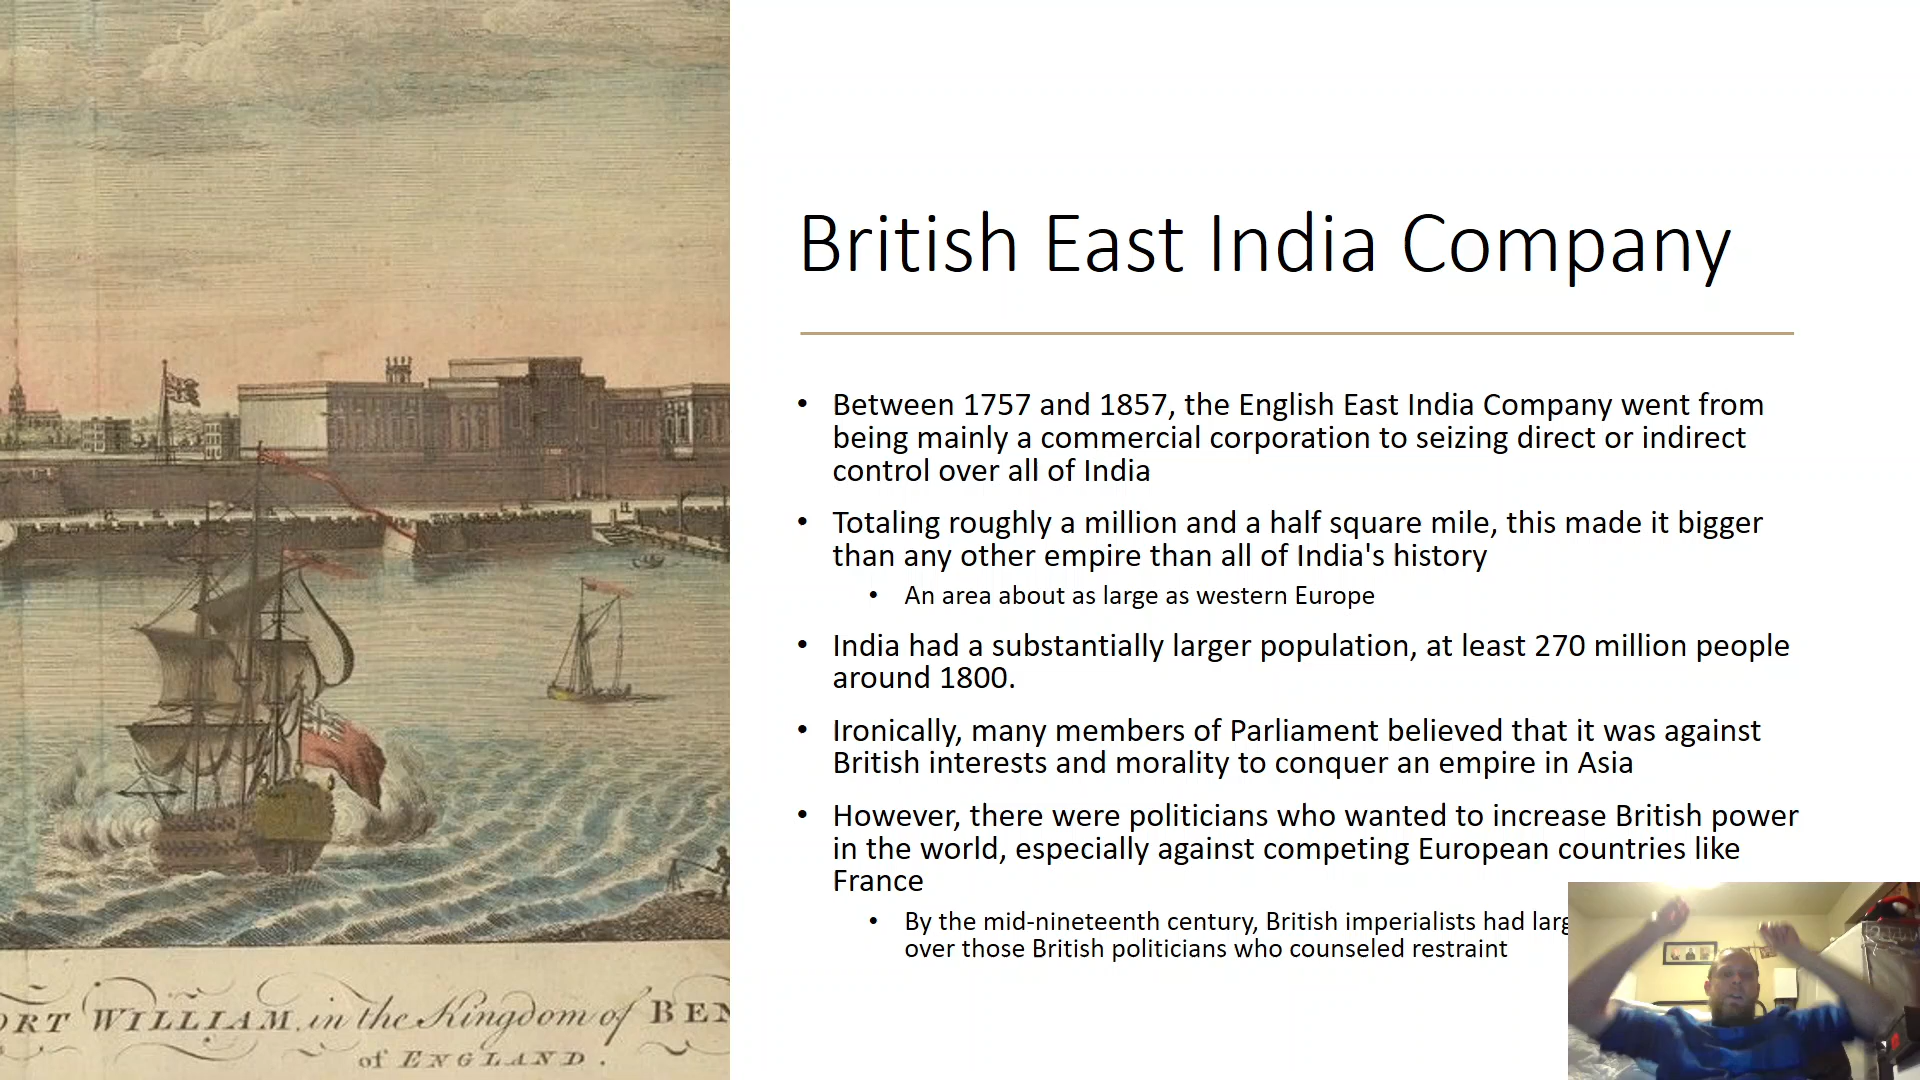 British East India Company
• Between 1757 and 1857, the English East India Company went from
being mainly a commercial corporation to seizing direct or indirect
control over all of India
• Totaling roughly a million and a half square mile, this made it bigger
than any other empire than all of India's history
• An area about as large as western Europe
• India had a substantially larger population, at least 270 million people
around 1800.
• Ironically, many members of Parliament believed that it was against
British interests and morality to conquer an empire in Asia
• However, there were politicians who wanted to increase British power
in the world, especially against competing European countries like
France
• By the mid-nineteenth century, British imperialists had larg
over those British politicians who counseled restraint
ORT WILLIAM, in the Kingdom of BEN
of ENGLAND.